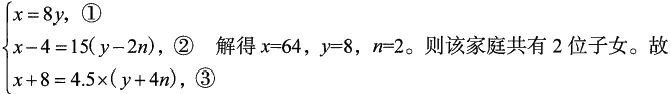 x=8y, ①
x-4=15(y-2n), ② 解得 x=64，y=8，n=2。则该家庭共有 2 位子女。故
x+8=4.5×(y+4n), ③